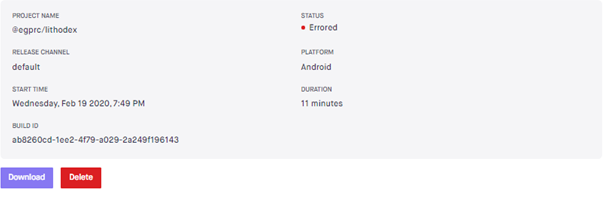 PROJECT NAME
@egprc/lithodex
STATUS
Errored
RELEASE CHANNEL
default
PLATFORM
Android
START TIME
Wednesday, Feb 19 2020, 7:49 PM
DURATION
11 minutes
BUILD ID
ab8260cd-1ee2-4f79-a029-2a249f196143
Download
Delete